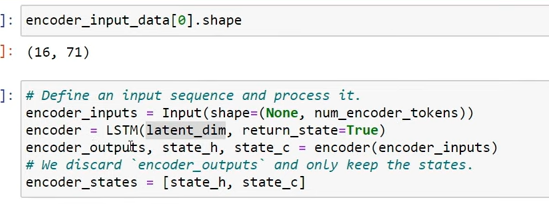 ]: encoder_input_data[0].shape
]: (16, 71)
]: # Define an input sequence and process it.
encoder_inputs = Input(shape=(None, num_encoder_tokens))
encoder = LSTM(latent_dim, return_state=True)
encoder_outputs, state_h, state_c = encoder(encoder_inputs)
# We discard `encoder_outputs` and only keep the states.
encoder_states = [state_h, state_c]